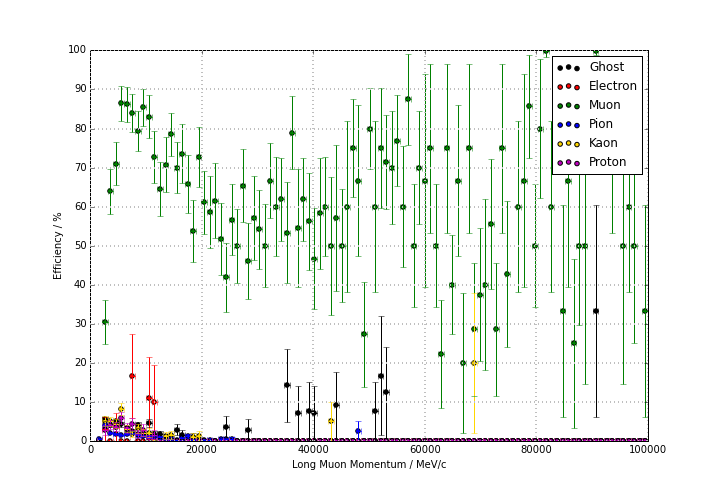 100
90
80
70
60
50
40
30
20
10
0
Efficiency / %
0
20000
40000
60000
80000
100000
Long Muon Momentum / MeV/c
Ghost
Electron
Muon
Pion
Kaon
Proton